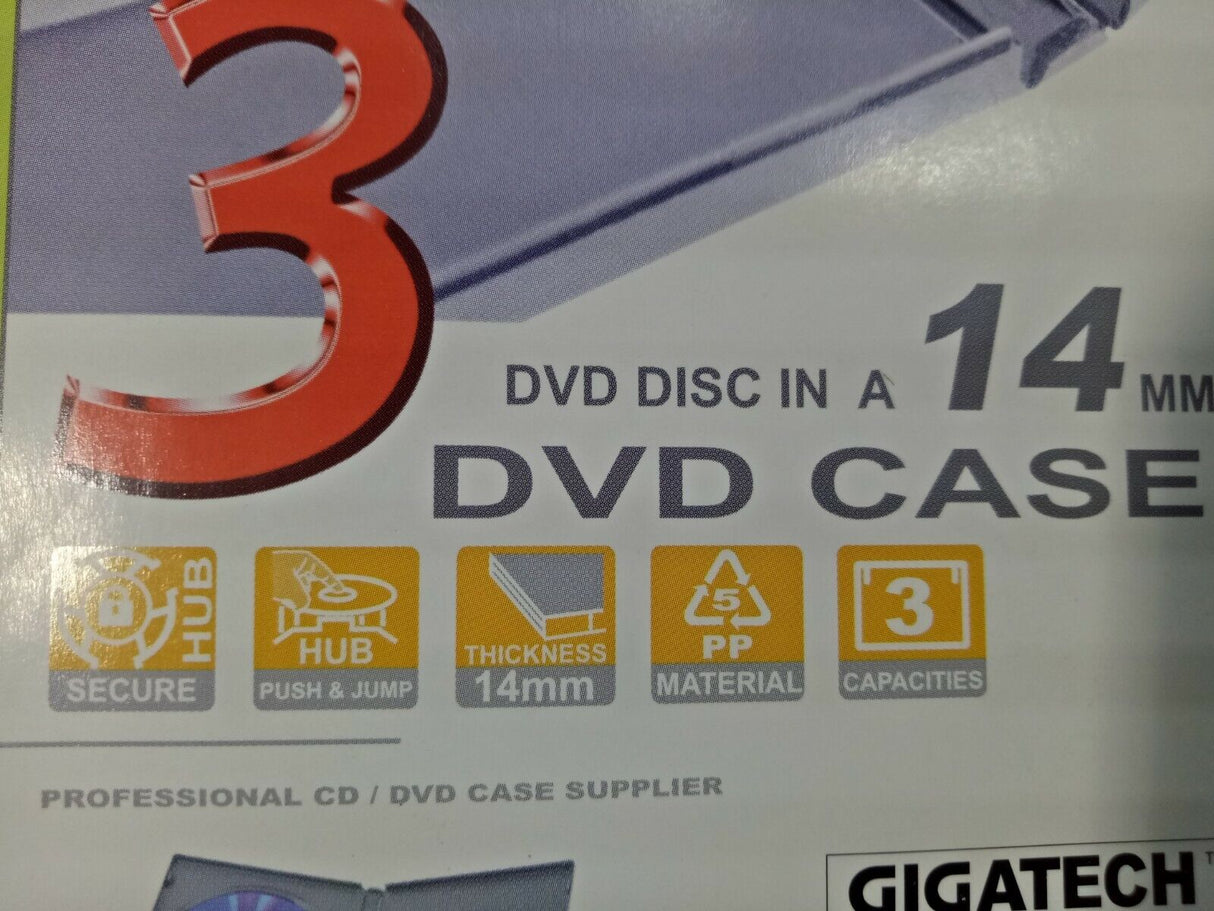 3
DVD DISC IN A 14 MM
DVD CASE
HUB
SECURE
HUB
PUSH & JUMP
THICKNESS
14mm
5
PP
MATERIAL
3
CAPACITIES
PROFESSIONAL CD / DVD CASE SUPPLIER
GIGATECH™